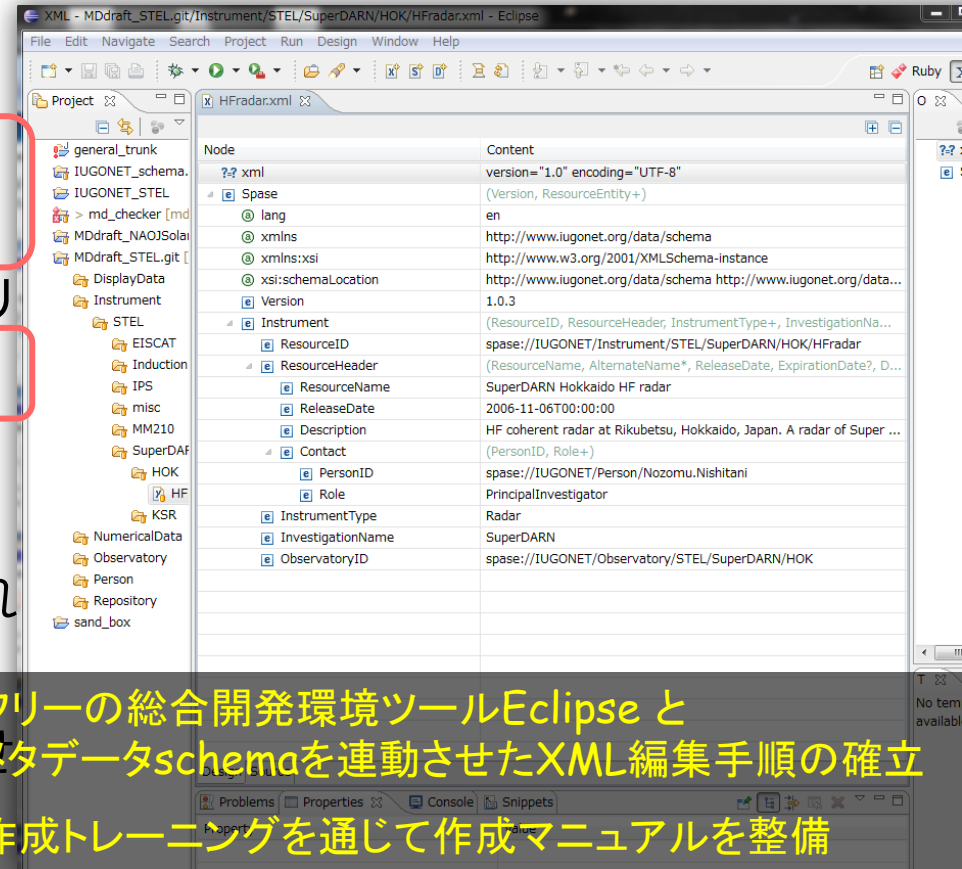 XML - MDdraft_STEL.git/Instrument/STEL/SuperDARN/HOK/HFradar.xml - Eclipse
File Edit Navigate Search Project Run Design Window Help
Ruby
Project
general_trunk
IUGONET_schema.
IUGONET_STEL
> md_checker [md
MDdraft_NAOJSolar
MDdraft_STEL.git [
DisplayData
Instrument
STEL
EISCAT
Induction
IPS
misc
MM210
SuperDAR
HOK
HF
KSR
NumericalData
Observatory
Person
Repository
sand_box
HFradar.xml
Node Content
?=? xml version="1.0" encoding="UTF-8"
Spase (Version, ResourceEntity+)
lang en
xmlns http://www.iugonet.org/data/schema
xmlns:xsi http://www.w3.org/2001/XMLSchema-instance
xsi:schemaLocation http://www.iugonet.org/data/schema http://www.iugonet.org/data...
Version 1.0.3
Instrument (ResourceID, ResourceHeader, InstrumentType+, InvestigationNa...
ResourceID spase://IUGONET/Instrument/STEL/SuperDARN/HOK/HFradar
ResourceHeader (ResourceName, AlternateName*, ReleaseDate, ExpirationDate?, D...
ResourceName SuperDARN Hokkaido HF radar
ReleaseDate 2006-11-06T00:00:00
Description HF coherent radar at Rikubetsu, Hokkaido, Japan. A radar of Super ...
Contact (PersonID, Role+)
PersonID spase://IUGONET/Person/Nozomu.Nishitani
Role PrincipalInvestigator
InstrumentType Radar
InvestigationName SuperDARN
ObservatoryID spase://IUGONET/Observatory/STEL/SuperDARN/HOK
O
T
No tem
available
り
れ
フリーの総合開発環境ツールEclipse と
メタデータschemaを連動させたXML編集手順の確立
Design Source
Problems Properties Console Snippets
Property Value
作成トレーニングを通じて作成マニュアルを整備